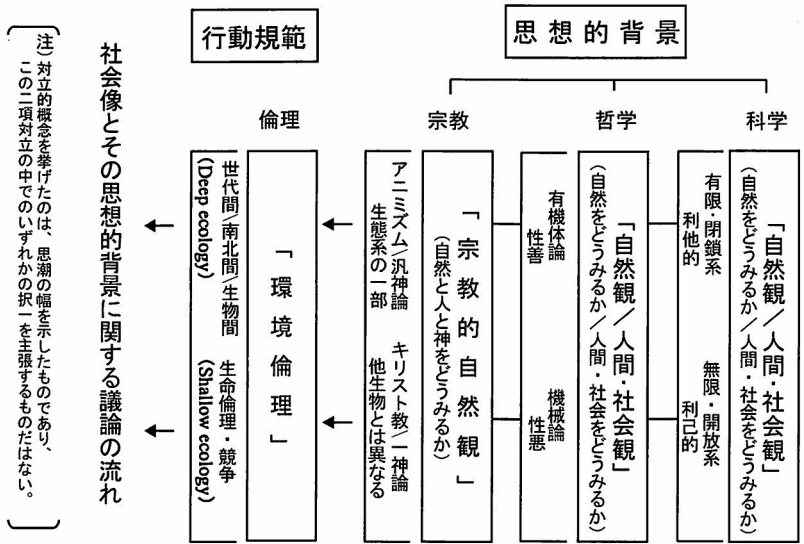 思想的背景
科学
「自然観／人間・社会観」
（自然をどうみるか／人間・社会をどうみるか）
有限・閉鎖系
利他的
無限・開放系
利己的
哲学
「自然観／人間・社会観」
（自然をどうみるか／人間・社会をどうみるか）
有機体論
性善
機械論
性悪
宗教
「宗教的自然観」
（自然と人と神をどうみるか）
アニミズム／汎神論
生態系の一部
キリスト教／一神論
他生物とは異なる
行動規範
倫理
「環境倫理」
世代間／南北間／生物間
(Deep ecology)
生命倫理・競争
(Shallow ecology)
社会像とその思想的背景に関する議論の流れ
注）対立的概念を挙げたのは、思潮の幅を示したものであり、
この二項対立の中でのいずれかの択一を主張するものだはない。